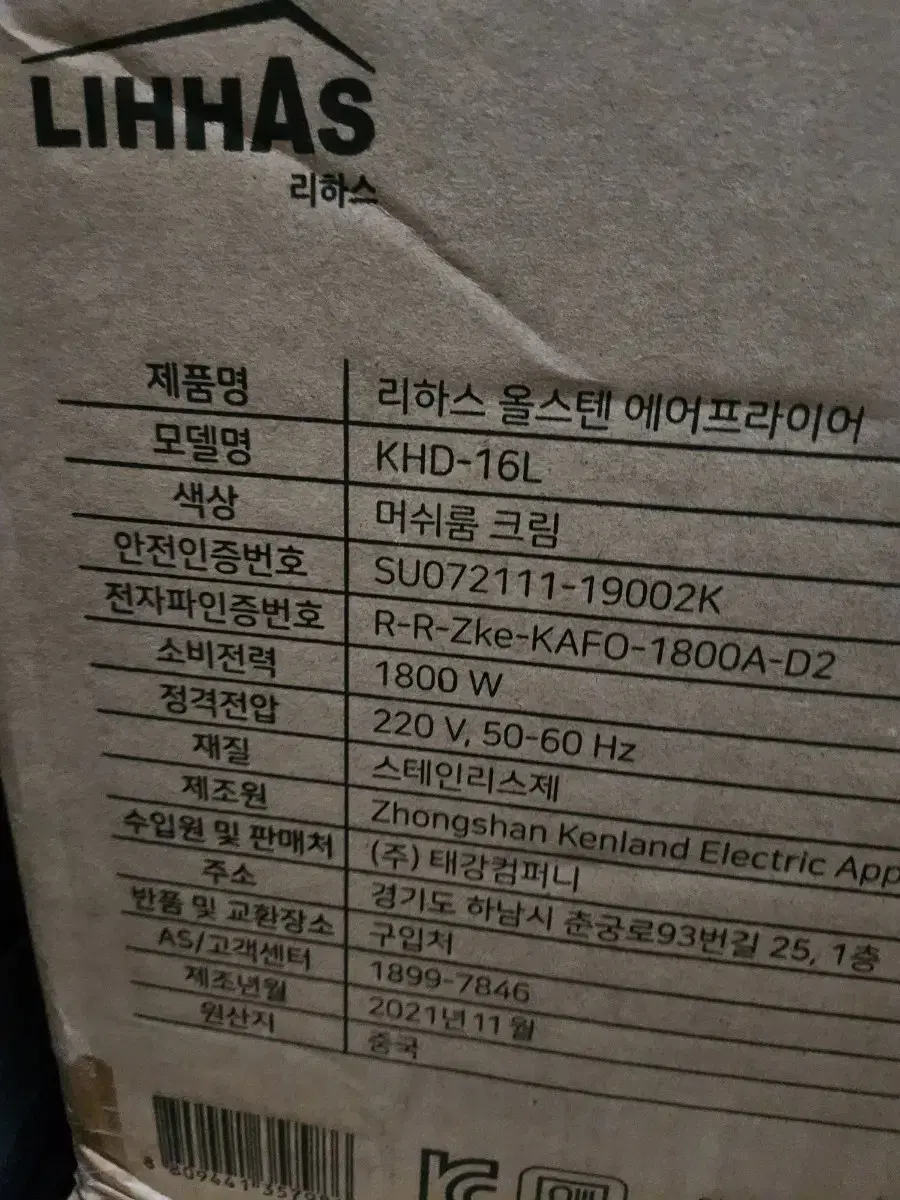 LIHHAS
리하스
제품명 리하스 올스텐 에어프라이어
모델명 KHD-16L
색상 머쉬룸 크림
안전인증번호 SU072111-19002K
전자파인증번호 R-R-Zke-KAFO-1800A-D2
소비전력 1800 W
정격전압 220 V, 50-60 Hz
재질 스테인리스제
제조원 Zhongshan Kenland Electric App
수입원 및 판매처 (주) 태강컴퍼니
주소 경기도 하남시 춘궁로93번길 25, 1층
반품 및 교환장소 구입처
AS/고객센터 1899-7846
제조년월 2021년 11월
원산지 중국